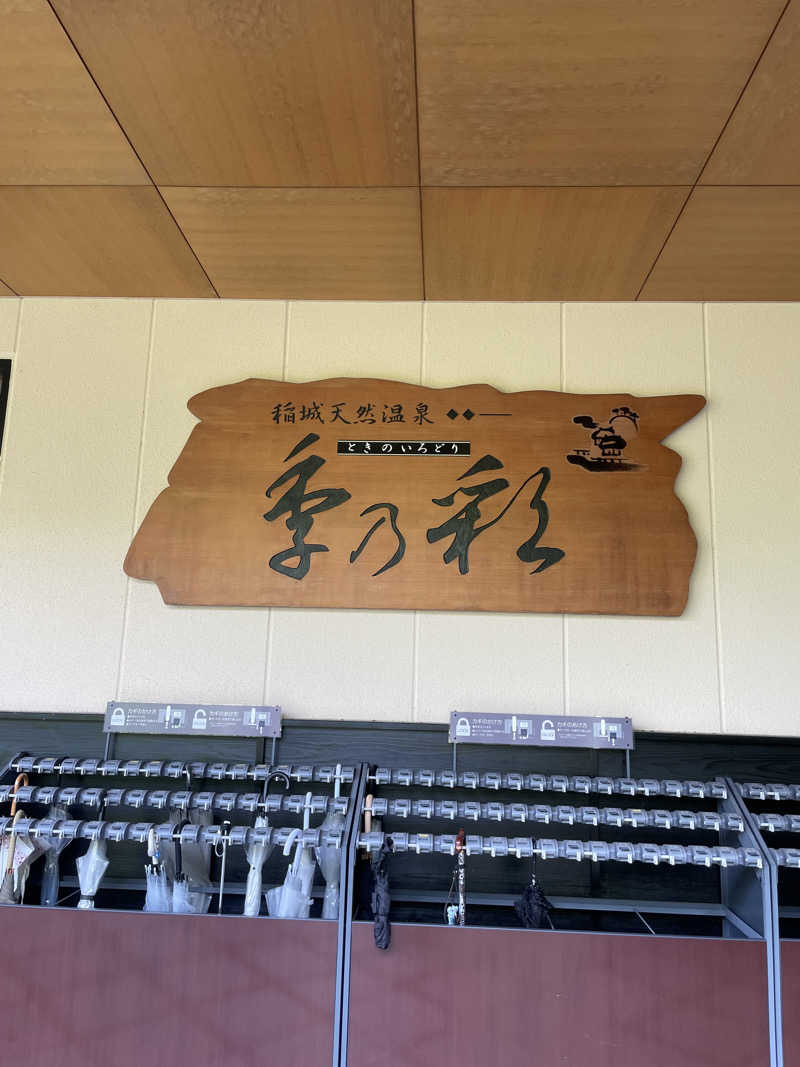 稲城天然温泉
ときのいろどり
季乃彩
カギのかけ方
カギのあけ方
カギのかけ方
カギのあけ方